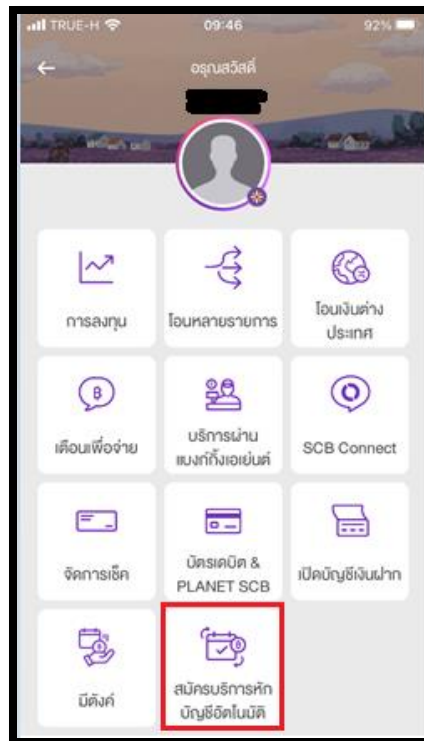 TRUE-H 09:46 92%
อรุณสวัสดิ์
การลงทุน
โอนหลายรายการ
โอนเงินต่าง
ประเทศ
เตือนเพื่อจ่าย
บริการผ่าน
แบงก์กิ้งเอเย่นต์
SCB Connect
จัดการเช็ค
บัตรเดบิต &
PLANET SCB
เปิดบัญชีเงินฝาก
มีตังค์
สมัครบริการหัก
บัญชีอัตโนมัติ